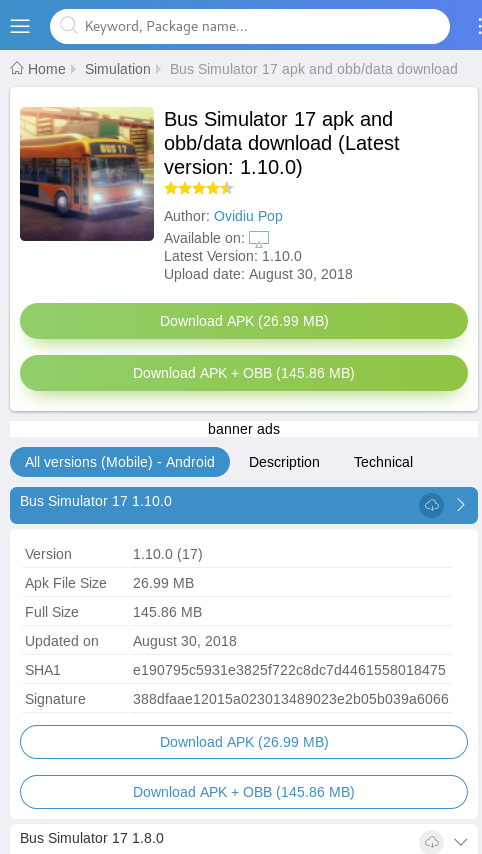 Keyword, Package name...
Home Simulation Bus Simulator 17 apk and obb/data download
BUS 17
Bus Simulator 17 apk and
obb/data download (Latest
version: 1.10.0)
Author: Ovidiu Pop
Available on:
Latest Version: 1.10.0
Upload date: August 30, 2018
Download APK (26.99 MB)
Download APK + OBB (145.86 MB)
banner ads
All versions (Mobile) - Android Description Technical
Bus Simulator 17 1.10.0
Version 1.10.0 (17)
Apk File Size 26.99 MB
Full Size 145.86 MB
Updated on August 30, 2018
SHA1 e190795c5931e3825f722c8dc7d4461558018475
Signature 388dfaae12015a023013489023e2b05b039a6066
Download APK (26.99 MB)
Download APK + OBB (145.86 MB)
Bus Simulator 17 1.8.0